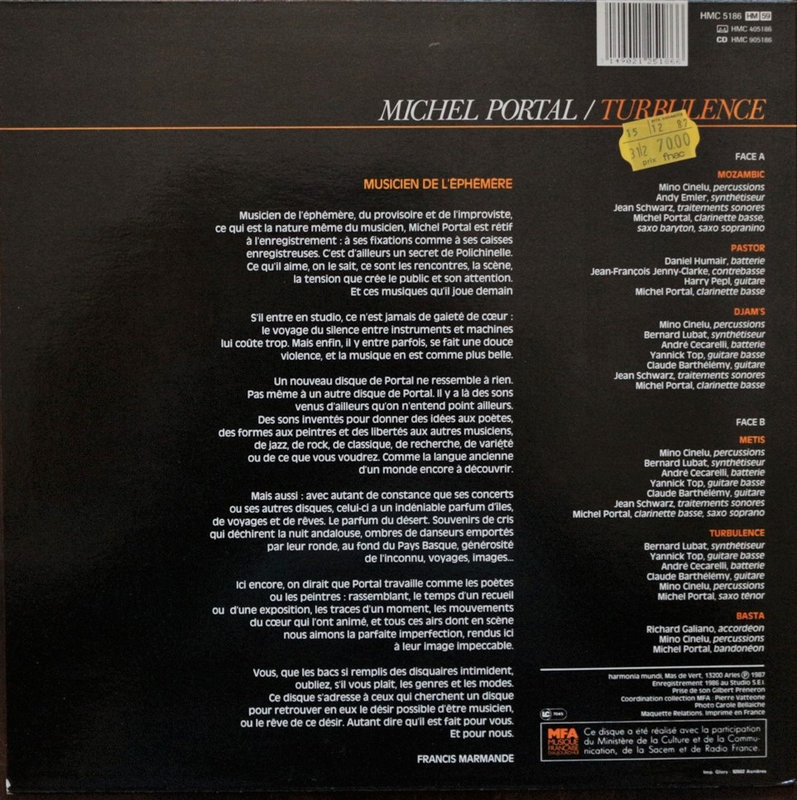 HMC 5186 HM 59
HMC 405186
CD HMC 905186
MICHEL PORTAL / TURBULENCE
15 12 87
31/2 70.00
prix fnac
MUSICIEN DE L'ÉPHÉMÈRE
Musicien de l'éphémère, du provisoire et de l'improviste,
ce qui est la nature même du musicien, Michel Portal est rétif
à l'enregistrement : à ses fixations comme à ses caisses
enregistreuses. C'est d'ailleurs un secret de Polichinelle.
Ce qu'il aime, on le sait, ce sont les rencontres, la scène,
la tension que crée le public et son attention.
Et ces musiques qu'il joue demain
S'il entre en studio, ce n'est jamais de gaieté de cœur :
le voyage du silence entre instruments et machines
lui coûte trop. Mais enfin, il y entre parfois, se fait une douce
violence, et la musique en est comme plus belle.
Un nouveau disque de Portal ne ressemble à rien.
Pas même à un autre disque de Portal. Il y a là des sons
venus d'ailleurs qu'on n'entend point ailleurs.
Des sons inventés pour donner des idées aux poètes,
des formes aux peintres et des libertés aux autres musiciens,
de jazz, de rock, de classique, de recherche, de variété
ou de ce que vous voudrez. Comme la langue ancienne
d'un monde encore à découvrir.
Mais aussi : avec autant de constance que ses concerts
ou ses autres disques, celui-ci a un indéniable parfum d'îles,
de voyages et de rêves. Le parfum du désert. Souvenirs de cris
qui déchirent la nuit andalouse, ombres de danseurs emportés
par leur ronde, au fond du Pays Basque, générosité
de l'inconnu, voyages, images...
Ici encore, on dirait que Portal travaille comme les poètes
ou les peintres : rassemblant, le temps d'un recueil
ou d'une exposition, les traces d'un moment, les mouvements
du cœur qui l'ont animé, et tous ces airs dont en scène
nous aimons la parfaite imperfection, rendus ici
à leur image impeccable.
Vous, que les bacs si remplis des disquaires intimident,
oubliez, s'il vous plaît, les genres et les modes.
Ce disque s'adresse à ceux qui cherchent un disque
pour retrouver en eux le désir possible d'être musicien,
ou le rêve de ce désir. Autant dire qu'il est fait pour vous.
Et pour nous.
FRANCIS MARMANDE
FACE A
MOZAMBIC
Mino Cinelu, percussions
Andy Emler, synthétiseur
Jean Schwarz, traitements sonores
Michel Portal, clarinette basse,
saxo baryton, saxo sopranino
PASTOR
Daniel Humair, batterie
Jean-François Jenny-Clarke, contrebasse
Harry Pepl, guitare
Michel Portal, clarinette basse
DJAM'S
Mino Cinelu, percussions
Bernard Lubat, synthétiseur
André Cecarelli, batterie
Yannick Top, guitare basse
Claude Barthélémy, guitare
Jean Schwarz, traitements sonores
Michel Portal, clarinette basse
FACE B
METIS
Mino Cinelu, percussions
Bernard Lubat, synthétiseur
André Cecarelli, batterie
Yannick Top, guitare basse
Claude Barthélémy, guitare
Jean Schwarz, traitements sonores
Michel Portal, clarinette basse, saxo soprano
TURBULENCE
Bernard Lubat, synthétiseur
Yannick Top, guitare basse
André Cecarelli, batterie
Claude Barthélémy, guitare
Mino Cinelu, percussions
Michel Portal, saxo ténor
BASTA
Richard Galiano, accordéon
Mino Cinelu, percussions
Michel Portal, bandonéon
harmonia mundi, Mas de Vert, 13200 Arles Ⓟ 1987
Enregistrement 1986 au Studio S.E.I.
Prise de son Gilbert Preneron
Coordination collection MFA : Pierre Vatteone
Photo Carole Bellaiche
Maquette Relations. Imprimé en France
LC 7045
MFA
MUSIQUE
FRANÇAISE
D'AUJOURD'HUI
Ce disque a été réalisé avec la participation
du Ministère de la Culture et de la Commu-
nication, de la Sacem et de Radio France.
Imp. Glory 92602 Asnières